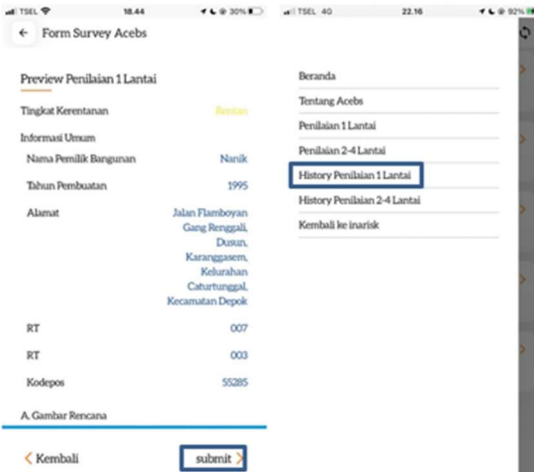 TSEL 18.44 30%
Form Survey Acebs
Preview Penilaian 1 Lantai
Tingkat Kerentanan Rentan
Informasi Umum
Nama Pemilik Bangunan Nanik
Tahun Pembuatan 1995
Alamat Jalan Flamboyan
Gang Renggali,
Dusun,
Karanggasem,
Kelurahan
Caturtunggal,
Kecamatan Depok
RT 007
RT 003
Kodepos 55285
A. Gambar Rencana
Kembali submit
TSEL 4G 22.16 92%
Beranda
Tentang Acebs
Penilaian 1 Lantai
Penilaian 2-4 Lantai
History Penilaian 1 Lantai
History Penilaian 2-4 Lantai
Kembali ke inarisk